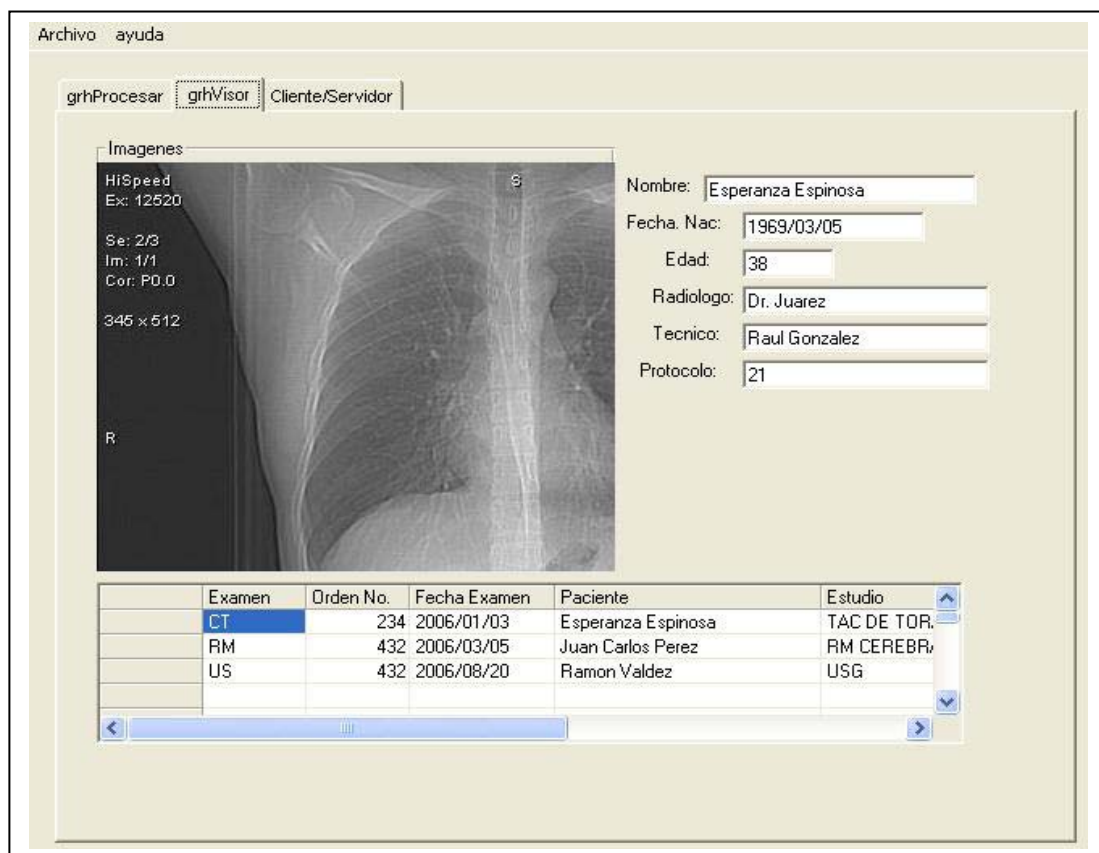 Archivo ayuda
grhProcesar grhVisor Cliente/Servidor
Imagenes
HiSpeed
Ex: 12520
Se: 2/3
Im: 1/1
Cor: P0.0
345 x 512
R
S
Nombre: Esperanza Espinosa
Fecha. Nac: 1969/03/05
Edad: 38
Radiologo: Dr. Juarez
Tecnico: Raul Gonzalez
Protocolo: 21
Examen Orden No. Fecha Examen Paciente Estudio
CT 234 2006/01/03 Esperanza Espinosa TAC DE TOR
RM 432 2006/03/05 Juan Carlos Perez RM CEREBR
US 432 2006/08/20 Ramon Valdez USG